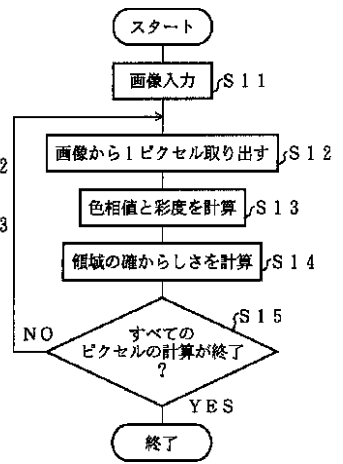 スタート
画像入力
S11
2
画像から1ピクセル取り出す
S12
3
色相値と彩度を計算
S13
領域の確からしさを計算
S14
S15
NO
すべての
ピクセルの計算が終了
?
YES
終了